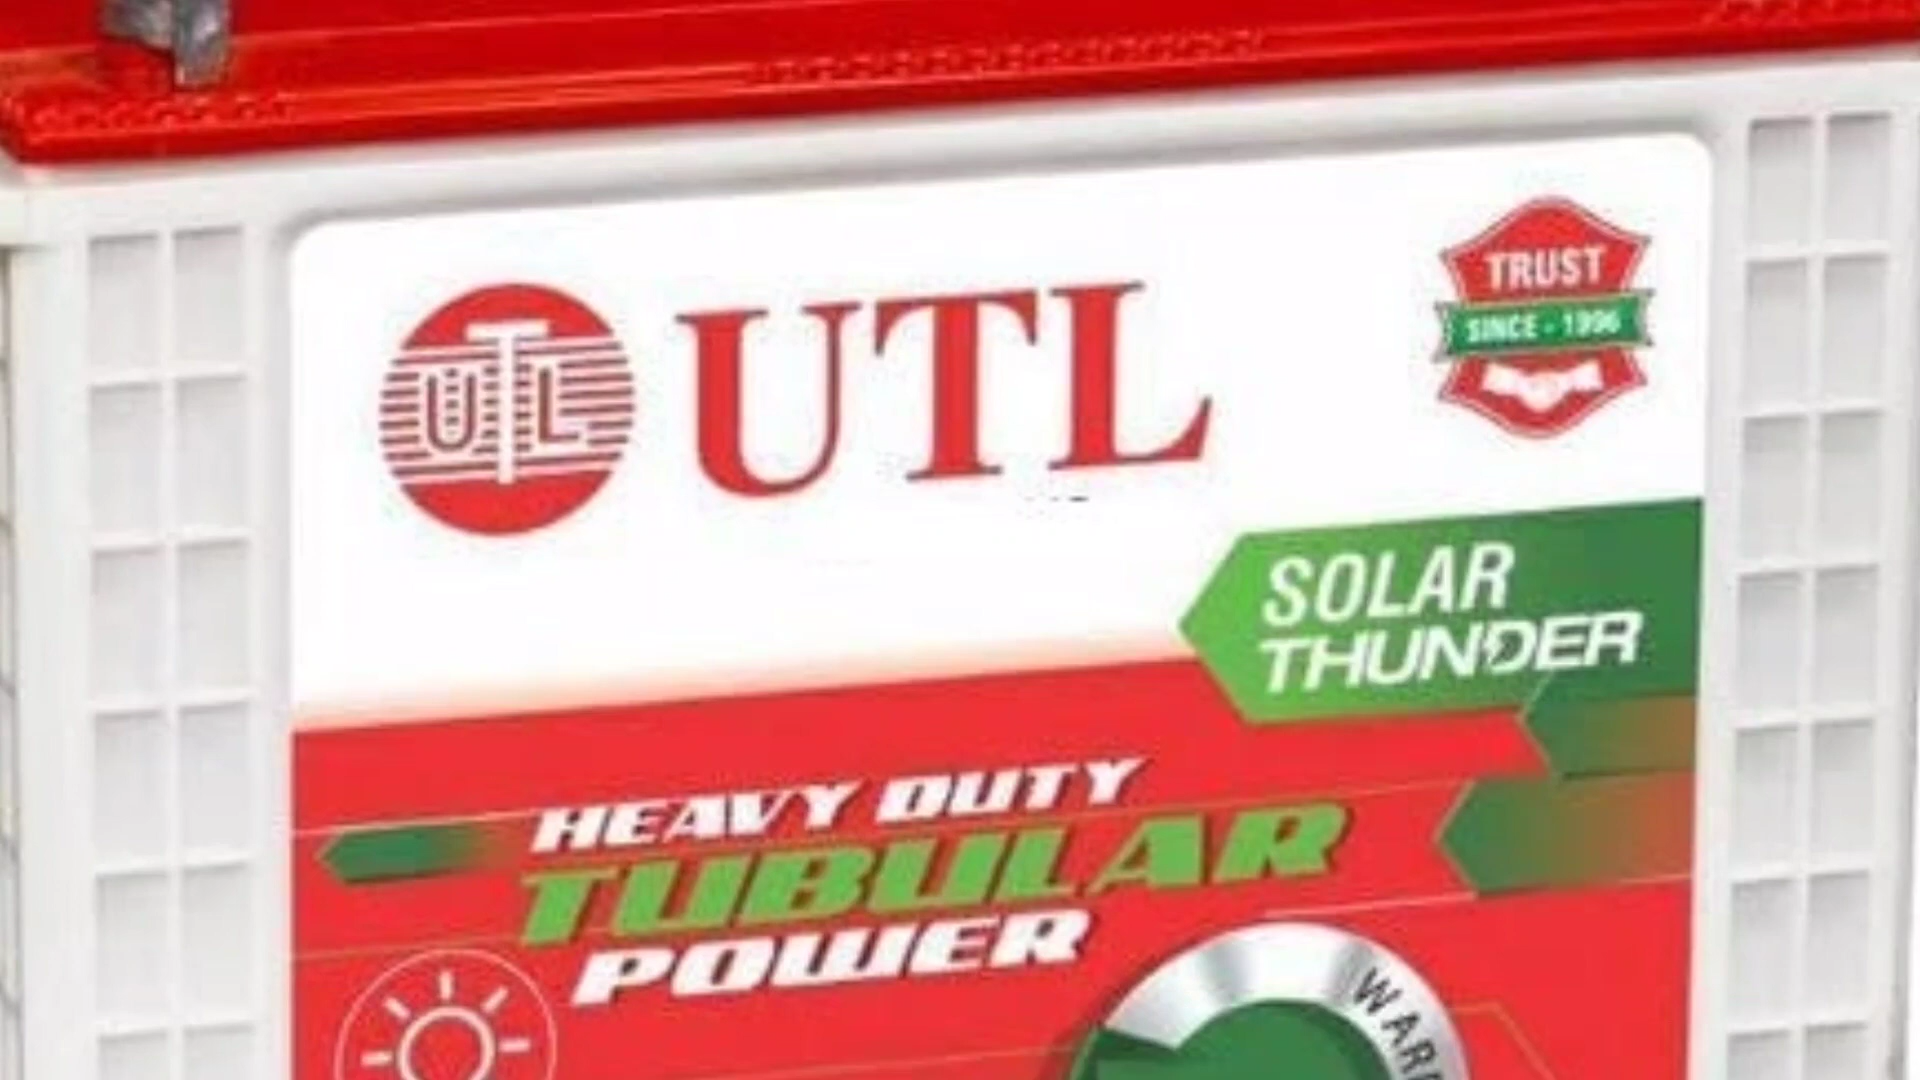 UTL
UTL
TRUST
SINCE - 1996
SOLAR
THUNDER
HEAVY DUTY
TUBULAR
POWER